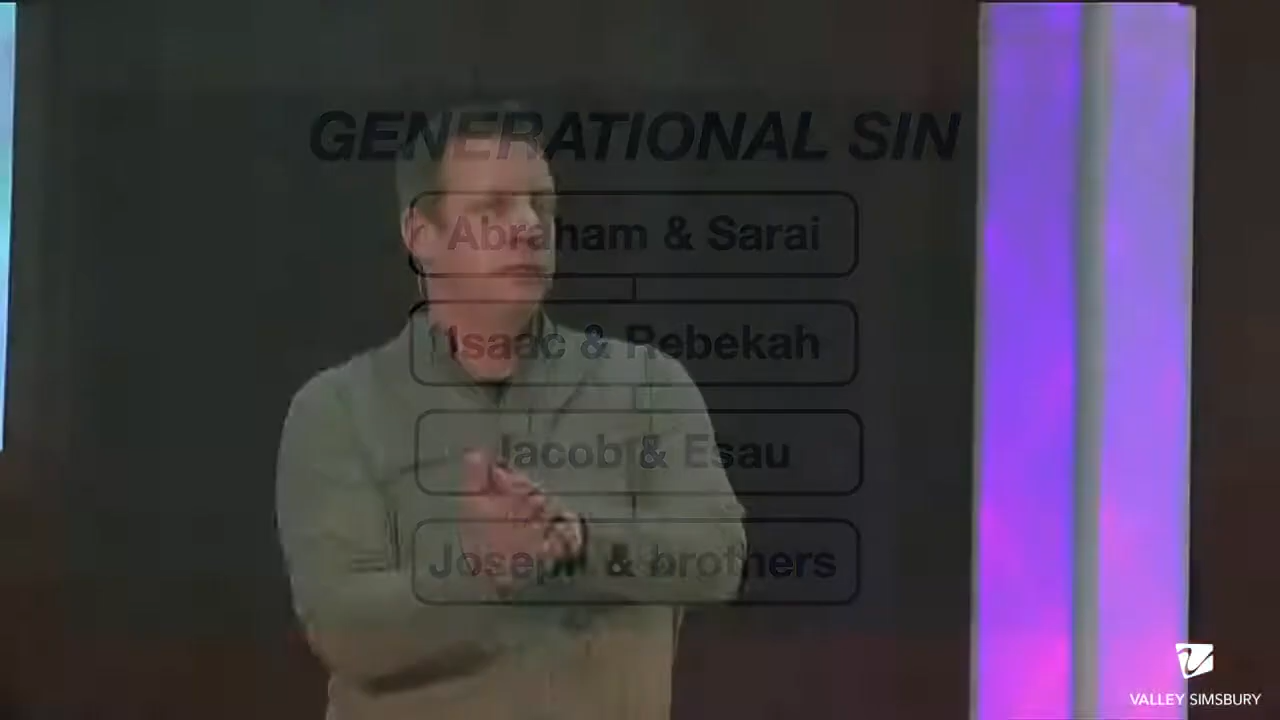 GENERATIONAL SIN
Abraham & Sarai
Isaac & Rebekah
Jacob & Esau
Joseph & brothers
VALLEY SIMSBURY